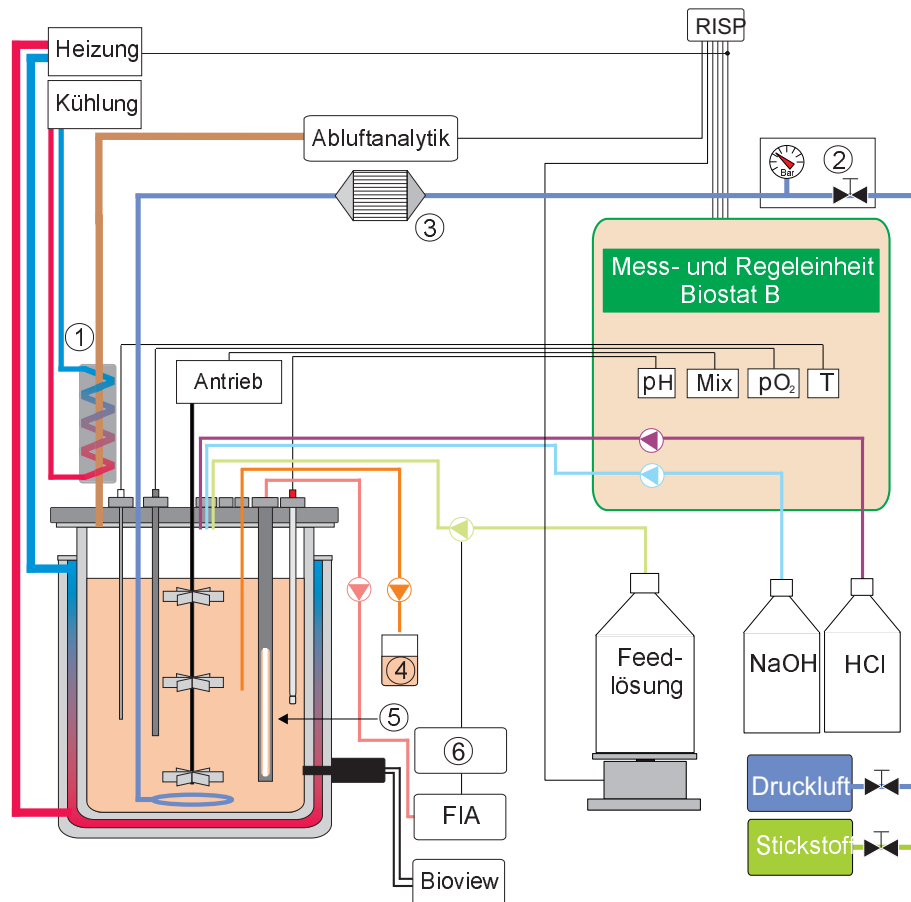 RISP
Heizung
Kühlung
Abluftanalytik
Bar
②
③
Mess- und Regeleinheit
Biostat B
①
Antrieb
pH
Mix
pO₂
T
④
Feed-
lösung
NaOH
HCl
⑤
⑥
Druckluft
FIA
Stickstoff
Bioview